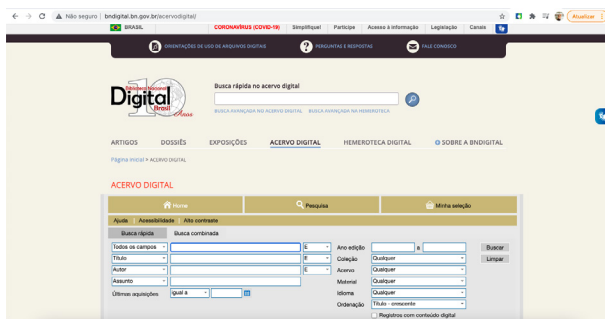 Não seguro | bndigital.bn.gov.br/acervodigital/
Atualizar
BRASIL
CORONAVÍRUS (COVID-19) Simplifique! Participe Acesso à informação Legislação Canais
ORIENTAÇÕES DE USO DE ARQUIVOS DIGITAIS
PERGUNTAS E RESPOSTAS
FALE CONOSCO
Biblioteca Nacional
Digital
Brasil
Anos
Busca rápida no acervo digital
BUSCA AVANÇADA NO ACERVO DIGITAL BUSCA AVANÇADA NA HEMEROTECA
ARTIGOS DOSSIÊS EXPOSIÇÕES ACERVO DIGITAL HEMEROTECA DIGITAL SOBRE A BNDIGITAL
Página Inicial > ACERVO DIGITAL
ACERVO DIGITAL
Home Pesquisa Minha seleção
Ajuda Acessibilidade Alto contraste
Busca rápida Busca combinada
Todos os campos E Ano edição a Buscar
Título E Coleção Qualquer Limpar
Autor E Acervo Qualquer
Assunto Material Qualquer
Últimas aquisições igual a Idioma Qualquer
Ordenação Título - crescente
Registros com conteúdo digital